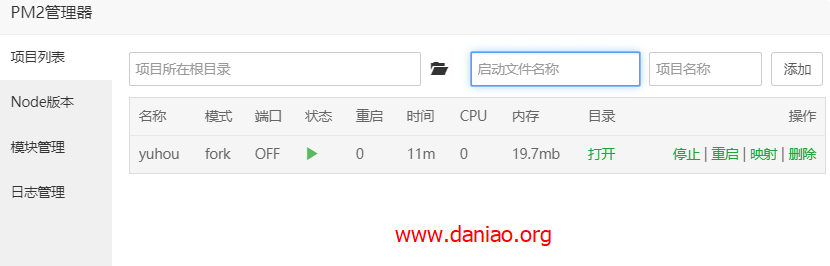 PM2管理器
项目列表
Node版本
模块管理
日志管理
项目所在根目录 启动文件名称 项目名称 添加
名称 模式 端口 状态 重启 时间 CPU 内存 目录 操作
yuhou fork OFF 0 11m 0 19.7mb 打开 停止 | 重启 | 映射 | 删除
www.daniao.org